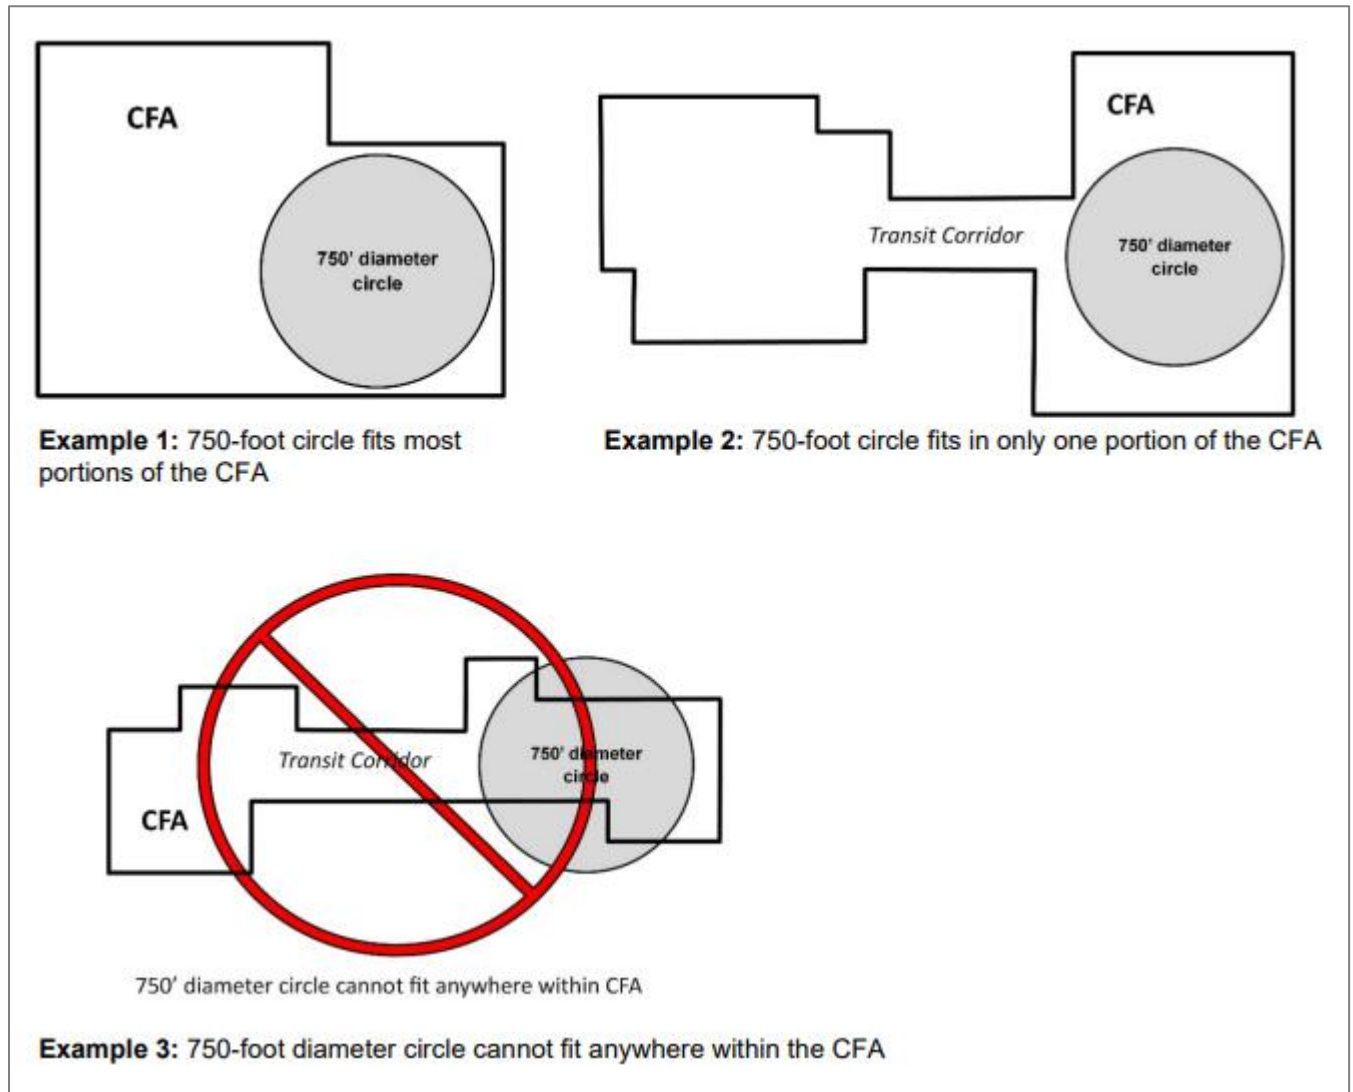 CFA
750' diameter
circle
Example 1: 750-foot circle fits most
portions of the CFA
CFA
Transit Corridor
750' diameter
circle
Example 2: 750-foot circle fits in only one portion of the CFA
Transit Corridor
750' diameter
circle
CFA
750' diameter circle cannot fit anywhere within CFA
Example 3: 750-foot diameter circle cannot fit anywhere within the CFA